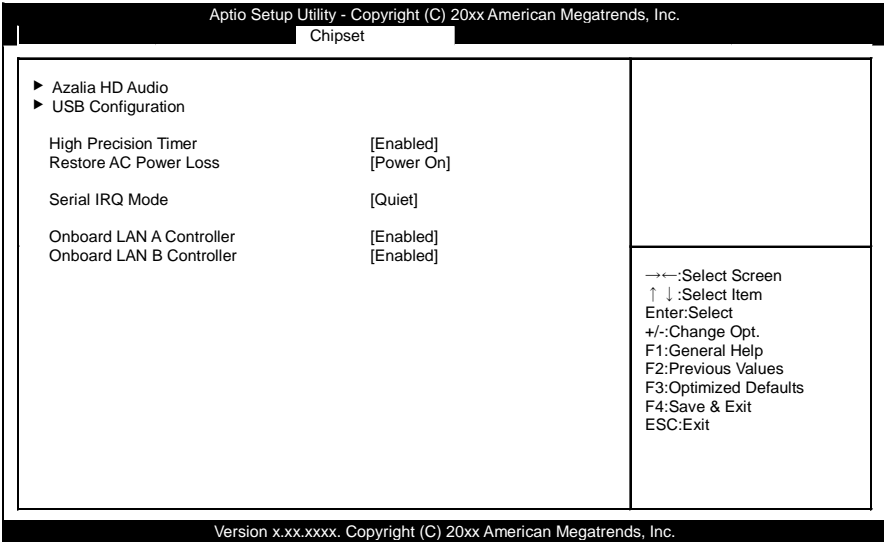 Aptio Setup Utility - Copyright (C) 20xx American Megatrends, Inc.
Chipset
► Azalia HD Audio
► USB Configuration
High Precision Timer [Enabled]
Restore AC Power Loss [Power On]
Serial IRQ Mode [Quiet]
Onboard LAN A Controller [Enabled]
Onboard LAN B Controller [Enabled]
→←:Select Screen
↑↓:Select Item
Enter:Select
+/-:Change Opt.
F1:General Help
F2:Previous Values
F3:Optimized Defaults
F4:Save & Exit
ESC:Exit
Version x.xx.xxxx. Copyright (C) 20xx American Megatrends, Inc.